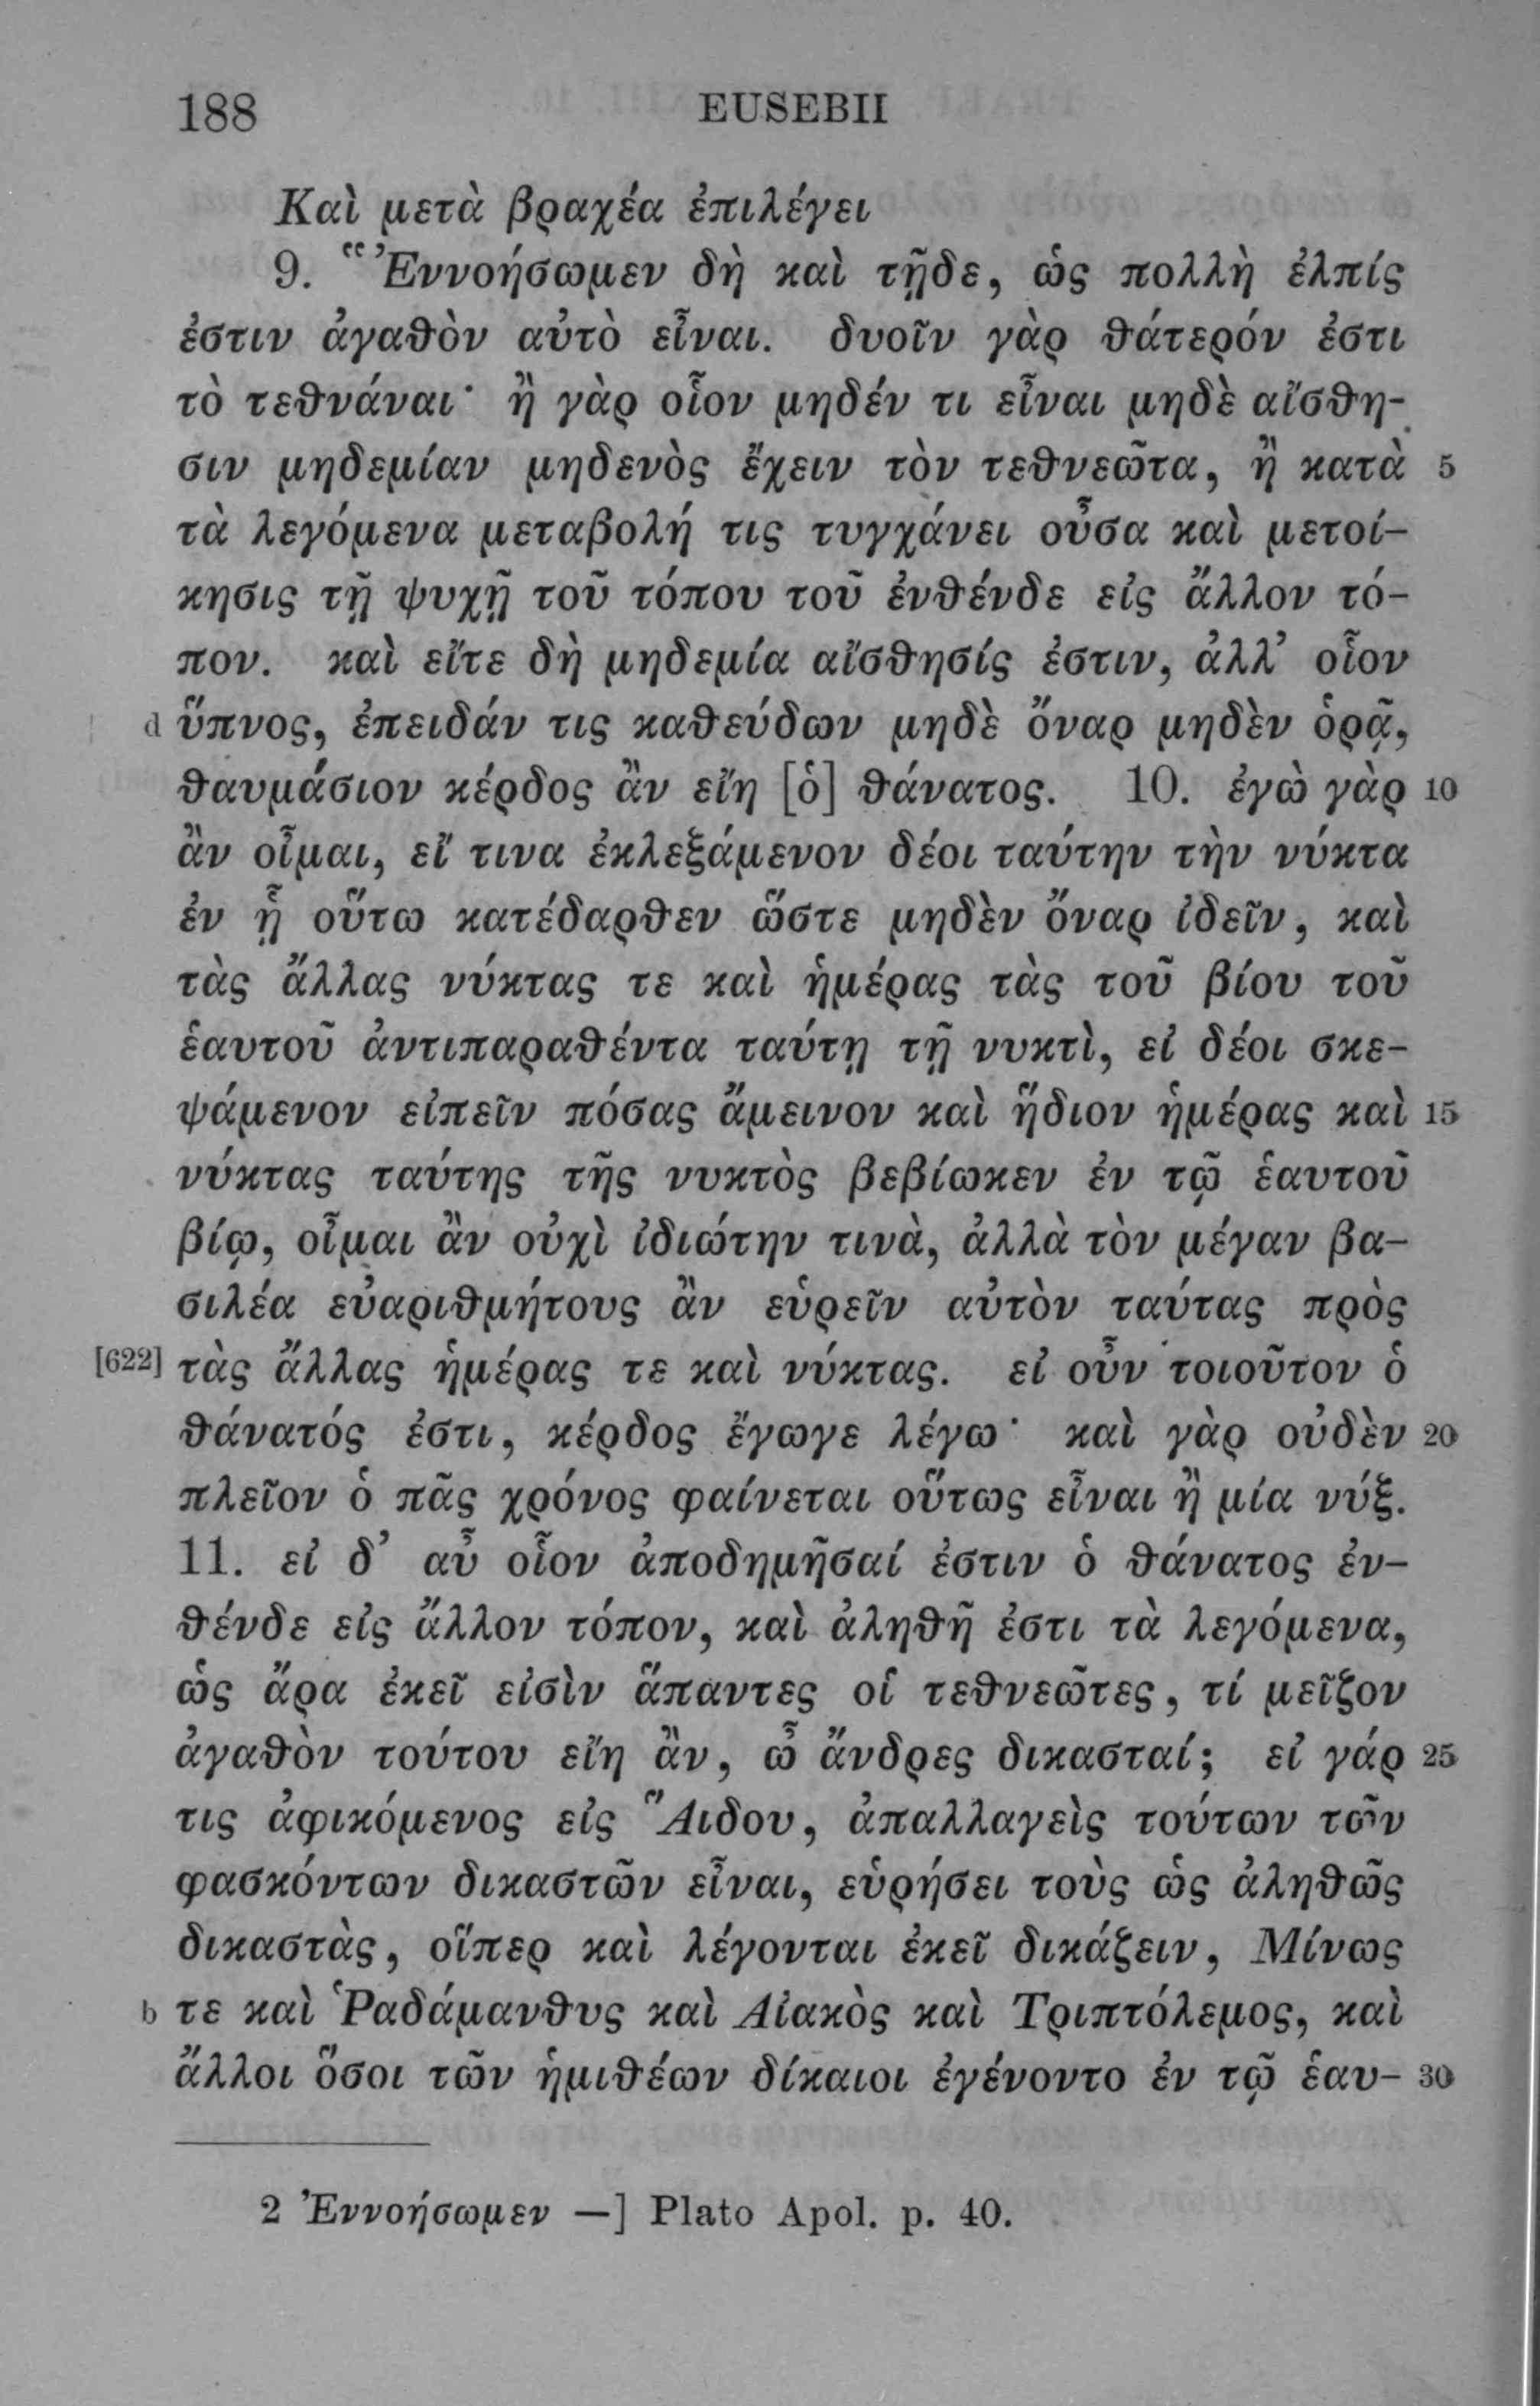 188 EUSEBII
Καὶ μετὰ βραχέα ἐπιλέγει
9. “Ἐννοήσωμεν δὴ καὶ τῇδε, ὡς πολλὴ ἐλπίς
ἐστιν ἀγαθὸν αὐτὸ εἶναι. δυοῖν γὰρ θάτερόν ἐστι
τὸ τεθνάναι· ἢ γὰρ οἷον μηδέν τι εἶναι μηδὲ αἴσθη-
σιν μηδεμίαν μηδενὸς ἔχειν τὸν τεθνεῶτα, ἢ κατὰ 5
τὰ λεγόμενα μεταβολή τις τυγχάνει οὖσα καὶ μετοί-
κησις τῇ ψυχῇ τοῦ τόπου τοῦ ἐνθένδε εἰς ἄλλον τό-
πον. καὶ εἴτε δὴ μηδεμία αἴσθησίς ἐστιν, ἀλλ’ οἷον
d ὕπνος, ἐπειδάν τις καθεύδων μηδὲ ὄναρ μηδὲν ὁρᾷ,
θαυμάσιον κέρδος ἂν εἴη [ὁ] θάνατος. 10. ἐγὼ γὰρ 10
ἂν οἶμαι, εἴ τινα ἐκλεξάμενον δέοι ταύτην τὴν νύκτα
ἐν ᾗ οὕτω κατέδαρθεν ὥστε μηδὲν ὄναρ ἰδεῖν, καὶ
τὰς ἄλλας νύκτας τε καὶ ἡμέρας τὰς τοῦ βίου τοῦ
ἑαυτοῦ ἀντιπαραθέντα ταύτῃ τῇ νυκτὶ, εἰ δέοι σκε-
ψάμενον εἰπεῖν πόσας ἄμεινον καὶ ἥδιον ἡμέρας καὶ 15
νύκτας ταύτης τῆς νυκτὸς βεβίωκεν ἐν τῷ ἑαυτοῦ
βίῳ, οἶμαι ἂν οὐχὶ ἰδιώτην τινὰ, ἀλλὰ τὸν μέγαν βα-
σιλέα εὐαριθμήτους ἂν εὑρεῖν αὐτὸν ταύτας πρὸς
[622] τὰς ἄλλας ἡμέρας τε καὶ νύκτας. εἰ οὖν τοιοῦτον ὁ
θάνατός ἐστι, κέρδος ἔγωγε λέγω· καὶ γὰρ οὐδὲν 20
πλεῖον ὁ πᾶς χρόνος φαίνεται οὕτως εἶναι ἢ μία νύξ.
11. εἰ δ’ αὖ οἷον ἀποδημῆσαί ἐστιν ὁ θάνατος ἐν-
θένδε εἰς ἄλλον τόπον, καὶ ἀληθῆ ἐστι τὰ λεγόμενα,
ὡς ἄρα ἐκεῖ εἰσὶν ἅπαντες οἱ τεθνεῶτες, τί μεῖζον
ἀγαθὸν τούτου εἴη ἂν, ὦ ἄνδρες δικασταί; εἰ γάρ 25
τις ἀφικόμενος εἰς Ἅιδου, ἀπαλλαγεὶς τούτων τῶν
φασκόντων δικαστῶν εἶναι, εὑρήσει τοὺς ὡς ἀληθῶς
δικαστὰς, οἵπερ καὶ λέγονται ἐκεῖ δικάζειν, Μίνως
b τε καὶ Ῥαδάμανθυς καὶ Αἰακὸς καὶ Τριπτόλεμος, καὶ
ἄλλοι ὅσοι τῶν ἡμιθέων δίκαιοι ἐγένοντο ἐν τῷ ἑαυ- 30
2 Ἐννοήσωμεν —] Plato Apol. p. 40.